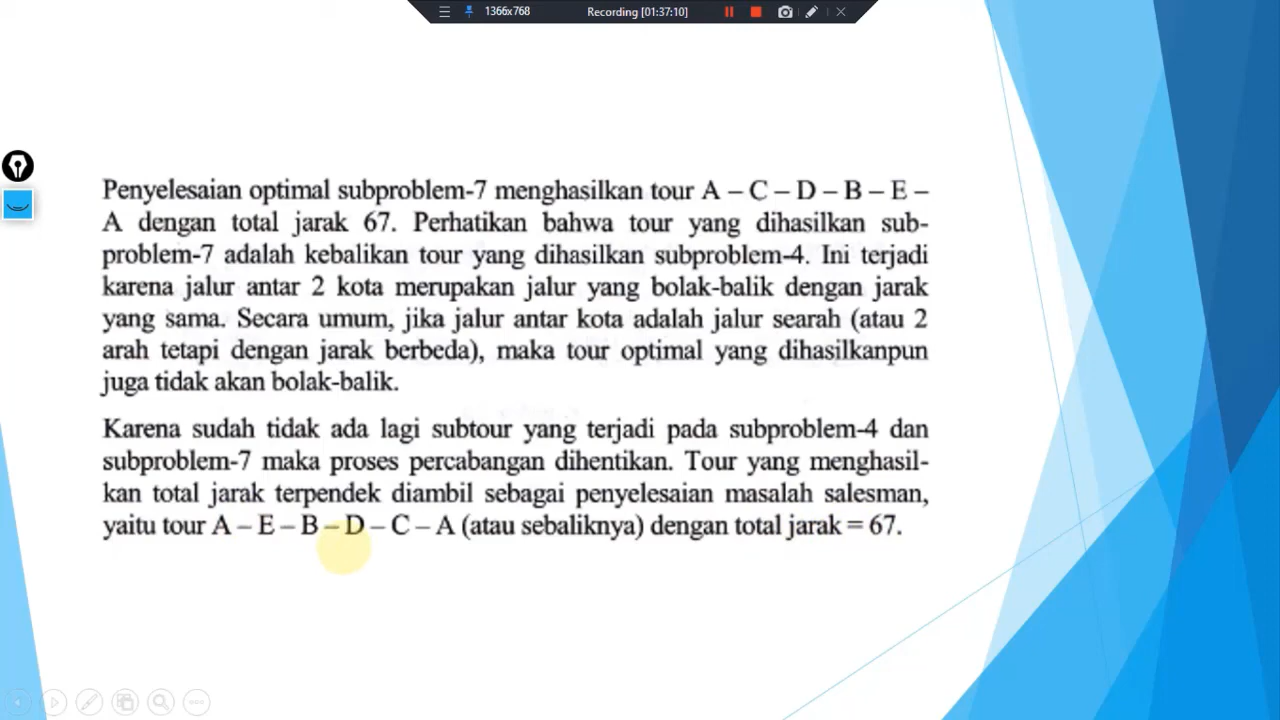 1366x768 Recording [01:37:10]
Penyelesaian optimal subproblem-7 menghasilkan tour A – C – D – B – E –
A dengan total jarak 67. Perhatikan bahwa tour yang dihasilkan sub-
problem-7 adalah kebalikan tour yang dihasilkan subproblem-4. Ini terjadi
karena jalur antar 2 kota merupakan jalur yang bolak-balik dengan jarak
yang sama. Secara umum, jika jalur antar kota adalah jalur searah (atau 2
arah tetapi dengan jarak berbeda), maka tour optimal yang dihasilkanpun
juga tidak akan bolak-balik.
Karena sudah tidak ada lagi subtour yang terjadi pada subproblem-4 dan
subproblem-7 maka proses percabangan dihentikan. Tour yang menghasil-
kan total jarak terpendek diambil sebagai penyelesaian masalah salesman,
yaitu tour A – E – B – D – C – A (atau sebaliknya) dengan total jarak = 67.